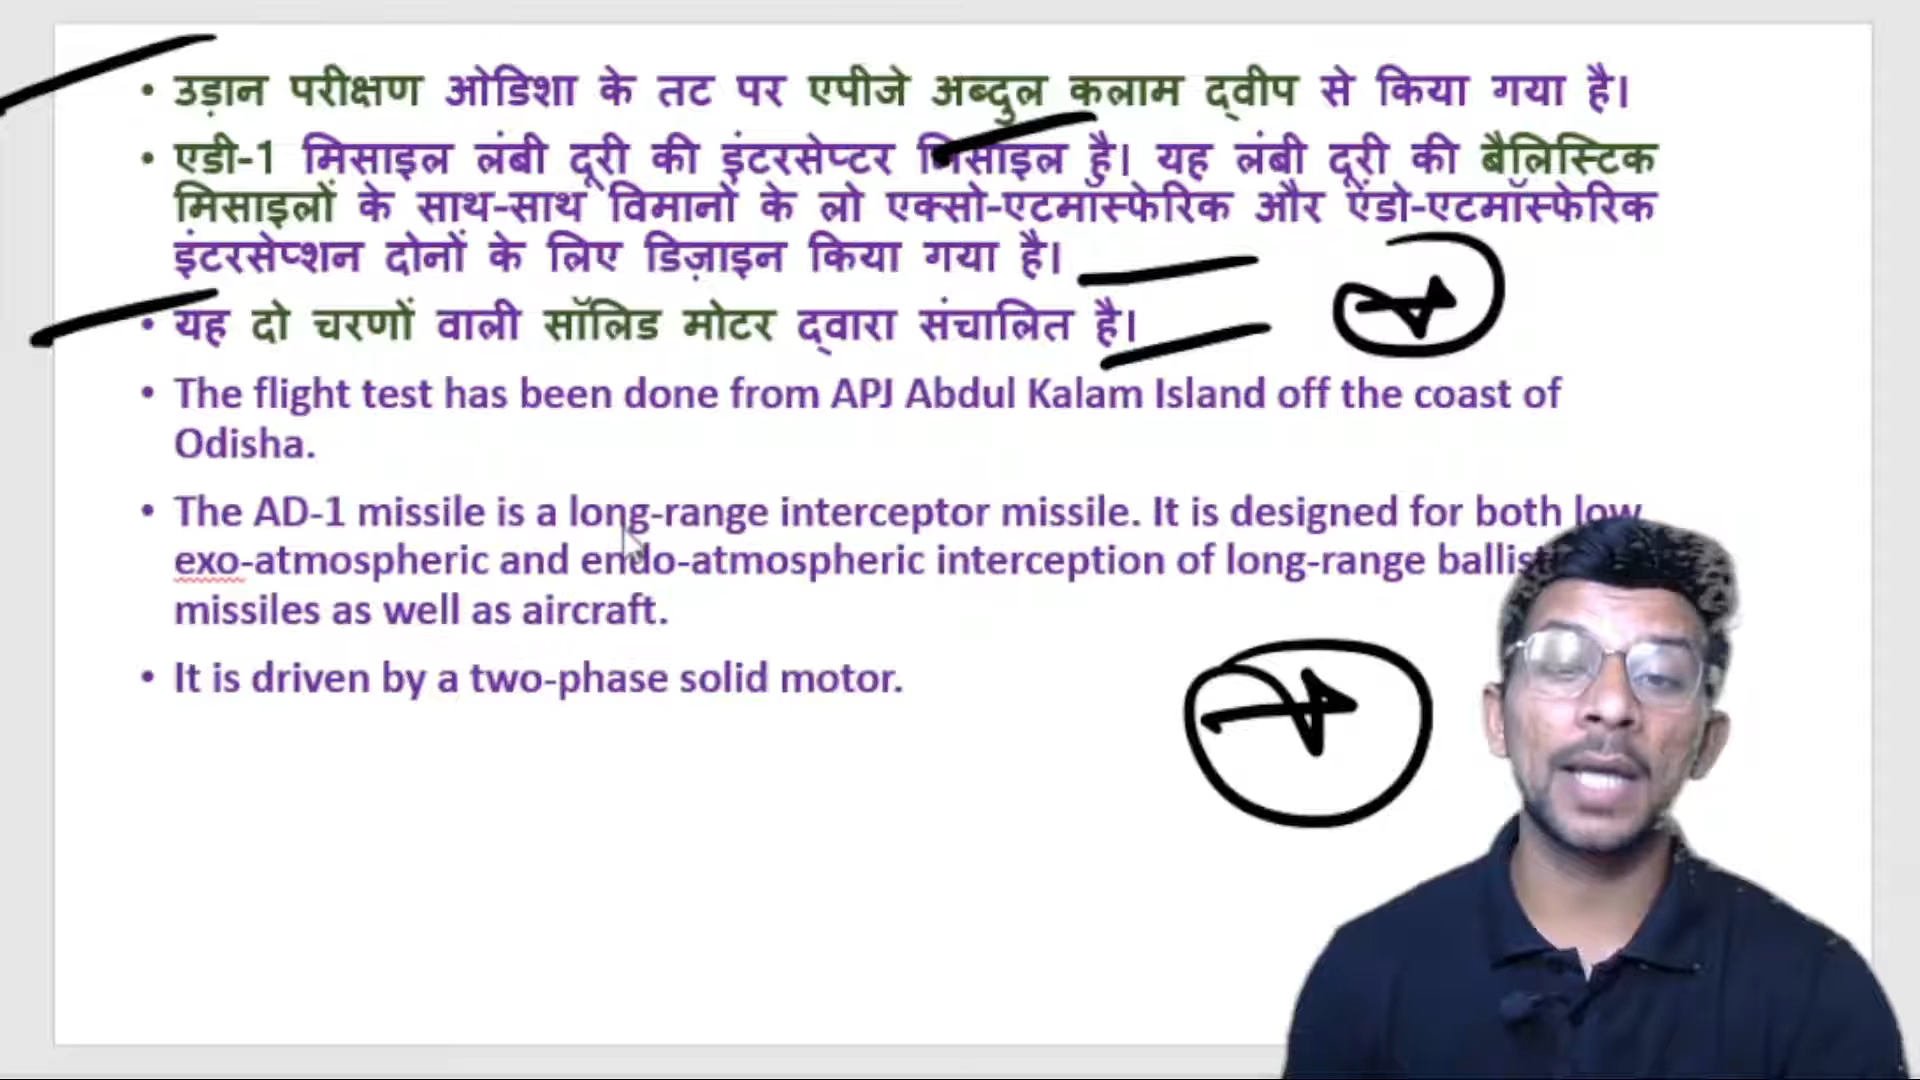 • उड़ान परीक्षण ओडिशा के तट पर एपीजे अब्दुल कलाम द्वीप से किया गया है।
• एडी-1 मिसाइल लंबी दूरी की इंटरसेप्टर मिसाइल है। यह लंबी दूरी की बैलिस्टिक
मिसाइलों के साथ-साथ विमानों के लो एक्सो-एटमॉस्फेरिक और ऐंडो-एटमॉस्फेरिक
इंटरसेप्शन दोनों के लिए डिज़ाइन किया गया है।
• यह दो चरणों वाली सॉलिड मोटर द्वारा संचालित है।
• The flight test has been done from APJ Abdul Kalam Island off the coast of
Odisha.
• The AD-1 missile is a long-range interceptor missile. It is designed for both low
exo-atmospheric and endo-atmospheric interception of long-range
missiles as well as aircraft.
• It is driven by a two-phase solid motor.